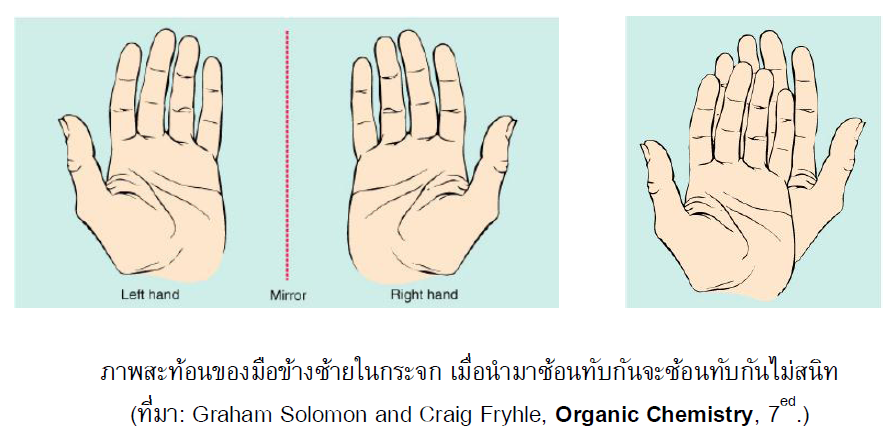 Left hand Mirror Right hand
ภาพสะท้อนของมือข้างซ้ายในกระจก เมื่อนำมาซ้อนทับกันจะซ้อนทับกันไม่สนิท
(ที่มา: Graham Solomon and Craig Fryhle, Organic Chemistry, 7ed.)